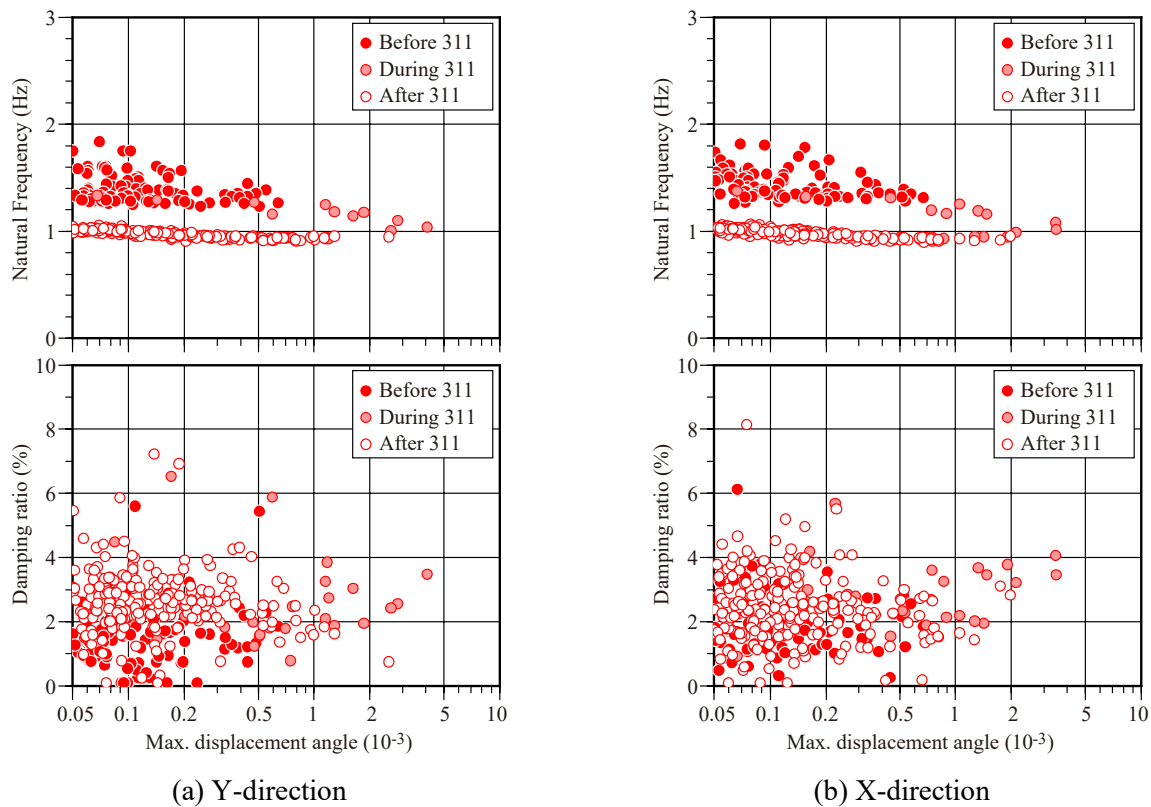 3
2
1
0
Natural Frequency (Hz)
Before 311
During 311
After 311
3
2
1
0
Natural Frequency (Hz)
Before 311
During 311
After 311
10
8
6
4
2
0
Damping ratio (%)
Before 311
During 311
After 311
0.05 0.1 0.2 0.5 1 2 5 10
Max. displacement angle (10-3)
10
8
6
4
2
0
Damping ratio (%)
Before 311
During 311
After 311
0.05 0.1 0.2 0.5 1 2 5 10
Max. displacement angle (10-3)
(a) Y-direction
(b) X-direction